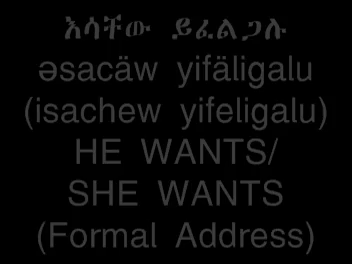 እሳቸው ይፈልጋሉ
əsacäw yifäligalu
(isachew yifeligalu)
HE WANTS/
SHE WANTS
(Formal Address)